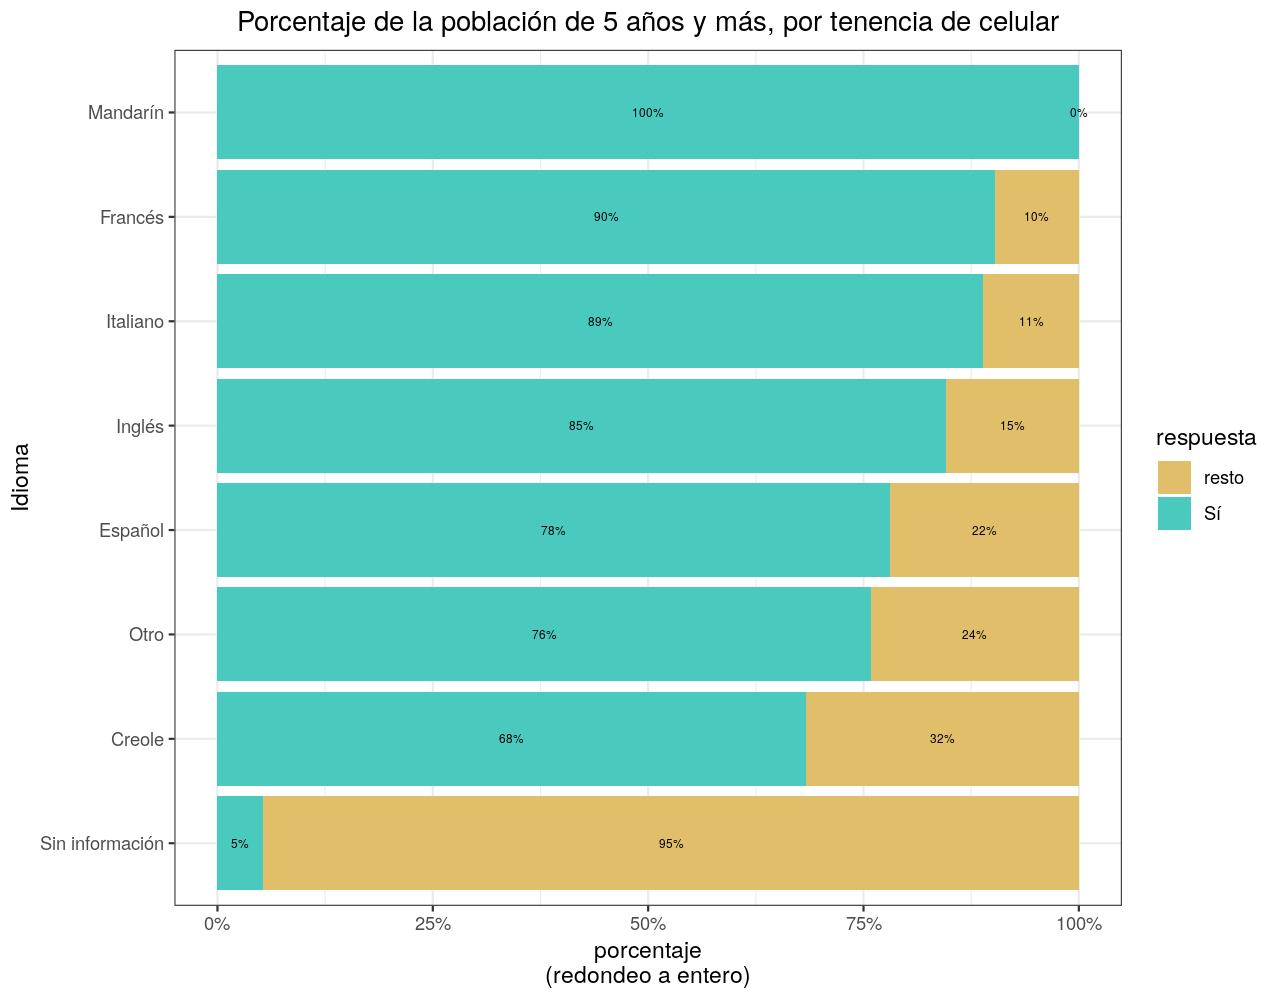 Porcentaje de la población de 5 años y más, por tenencia de celular
Mandarín 100% 0%
Francés 90% 10%
Italiano 89% 11%
Inglés 85% 15%
Español 78% 22%
Otro 76% 24%
Creole 68% 32%
Sin información 5% 95%
Idioma
0% 25% 50% 75% 100%
porcentaje
(redondeo a entero)
respuesta
resto
Sí